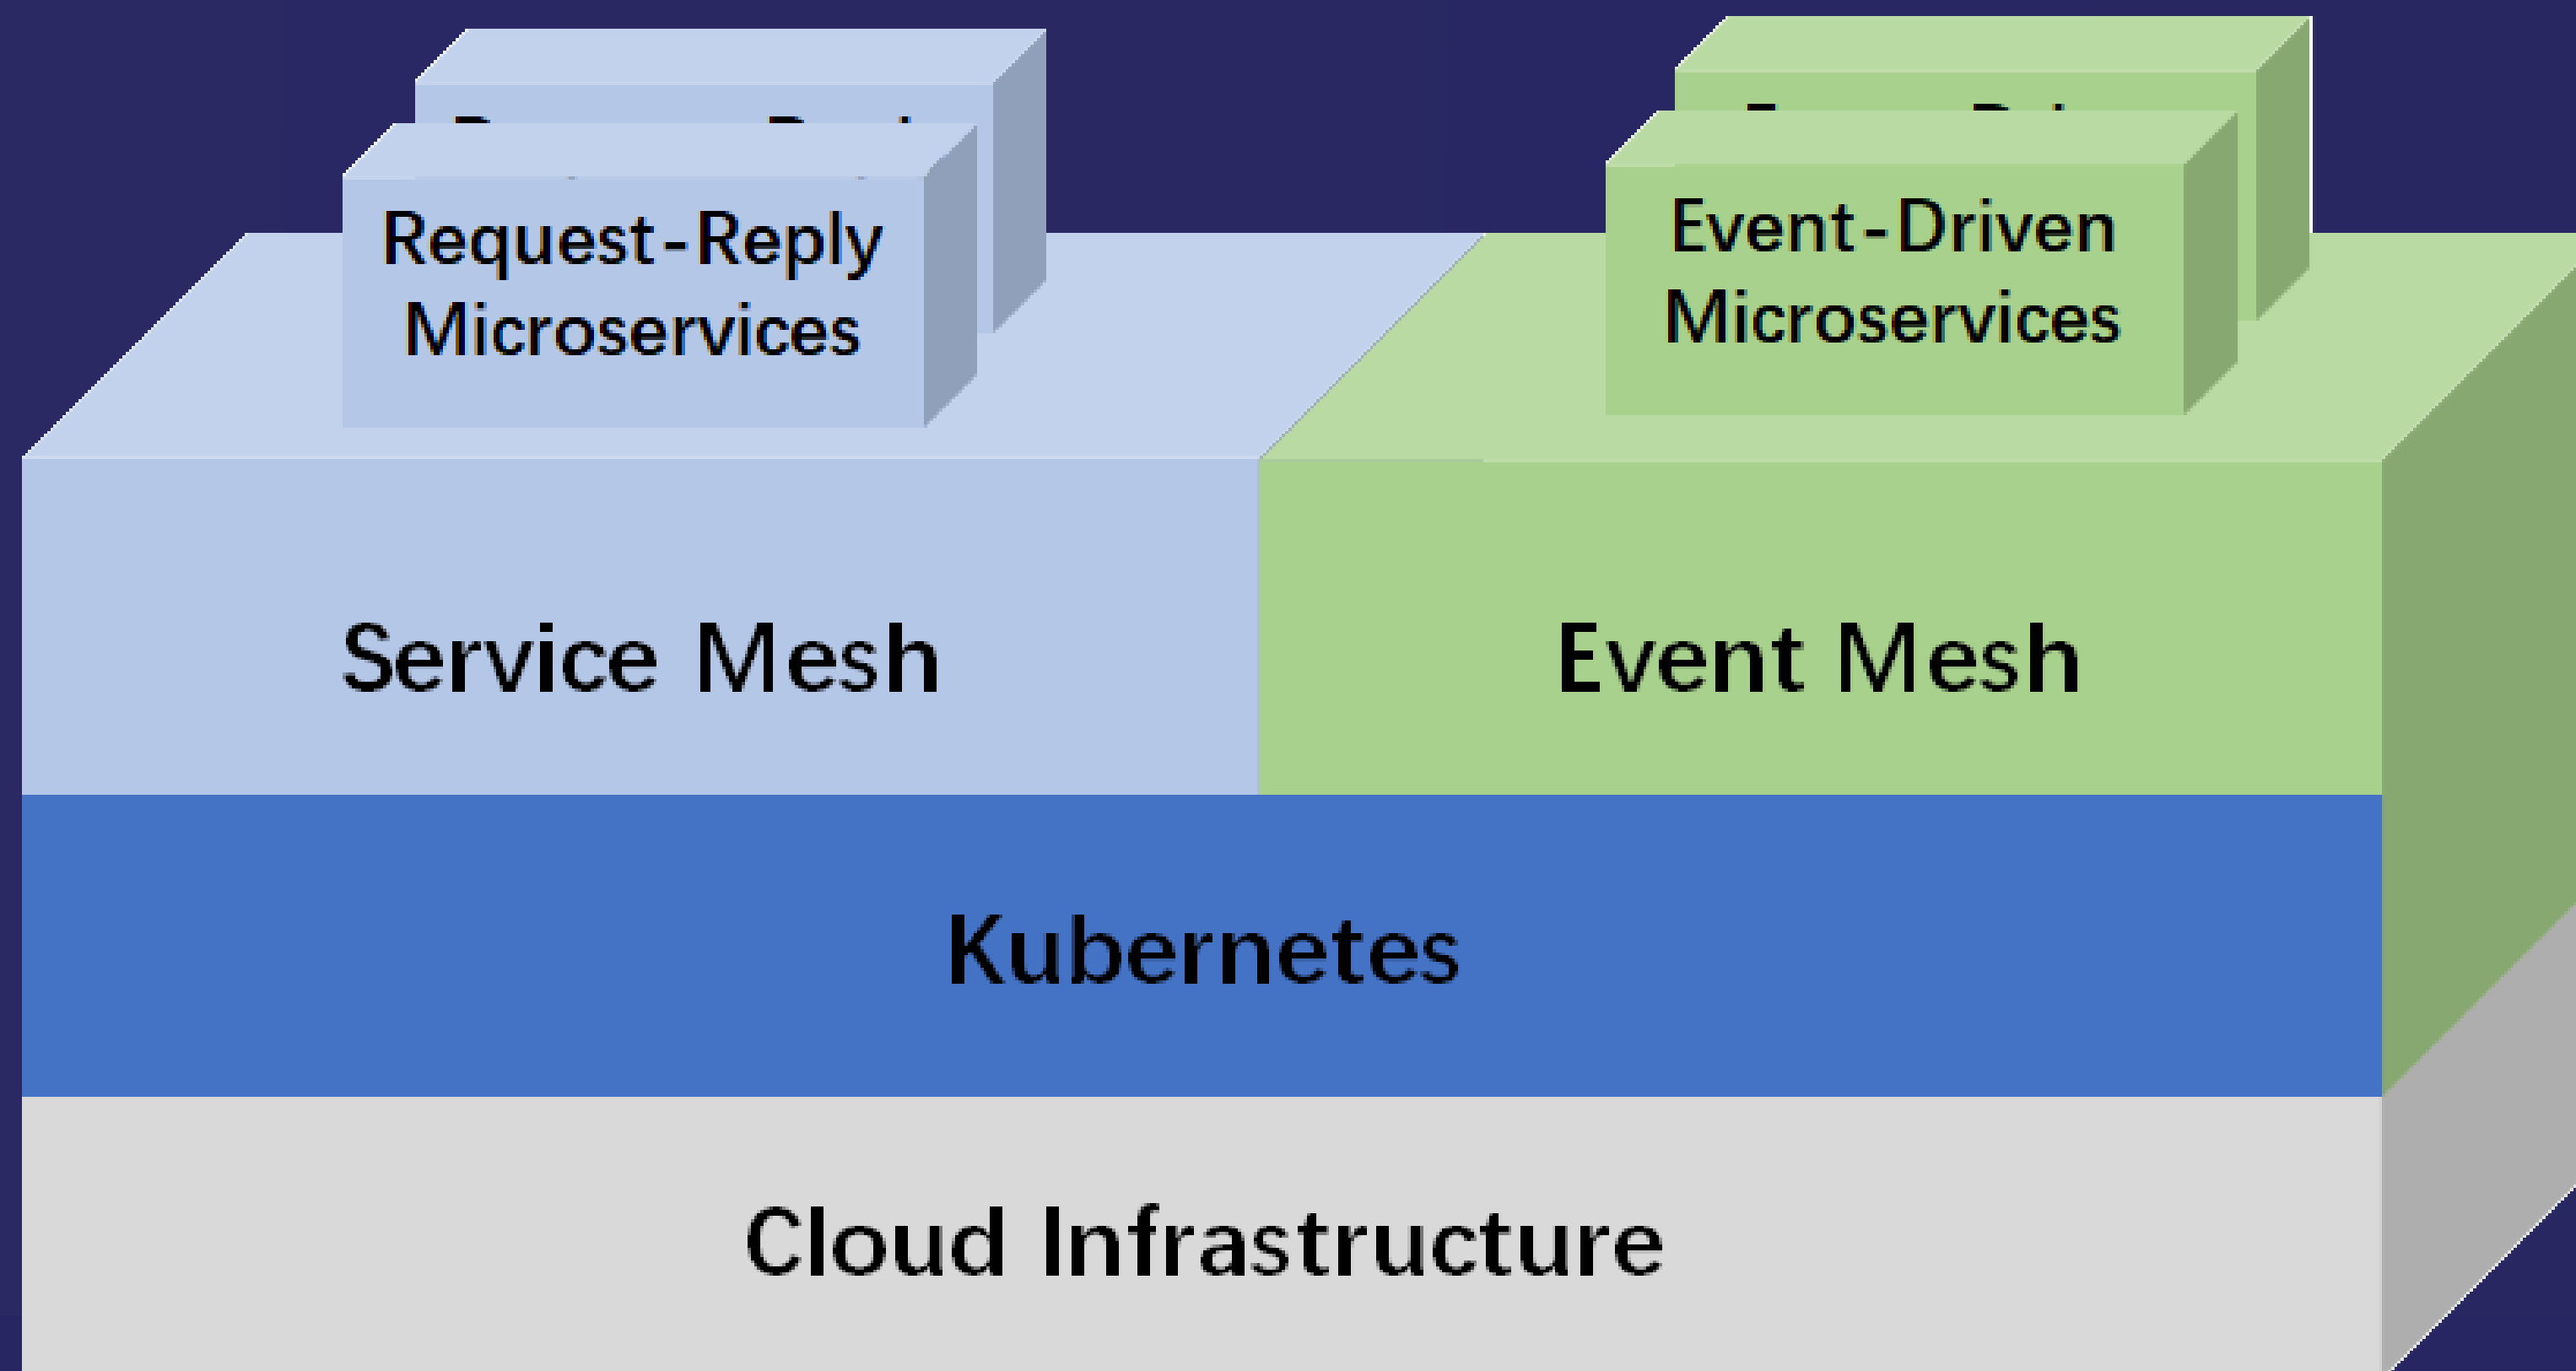 Request-Reply
Microservices
Event-Driven
Microservices
Service Mesh
Event Mesh
Kubernetes
Cloud Infrastructure